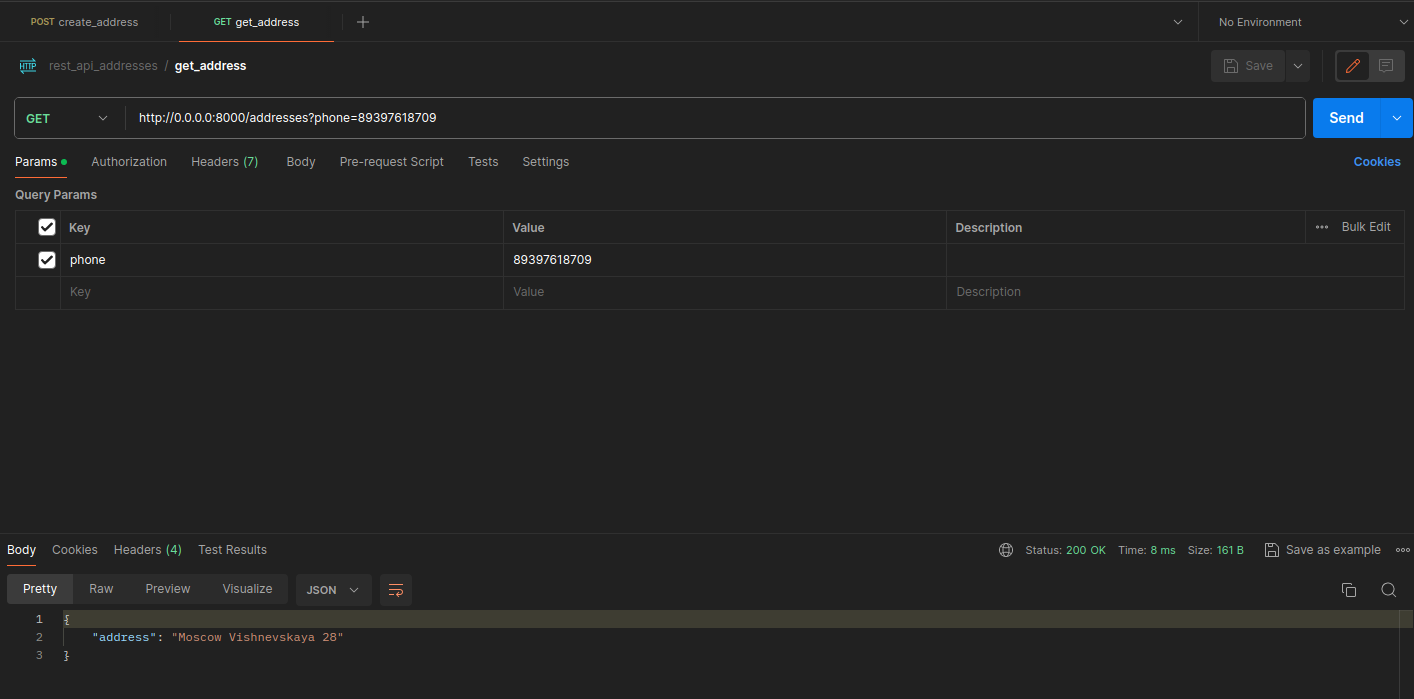 POST create_address GET get_address No Environment
HTTP rest_api_addresses / get_address Save
GET http://0.0.0.0:8000/addresses?phone=89397618709 Send
Params Authorization Headers (7) Body Pre-request Script Tests Settings Cookies
Query Params
Key Value Description Bulk Edit
phone 89397618709
Key Value Description
Body Cookies Headers (4) Test Results Status: 200 OK Time: 8 ms Size: 161 B Save as example
Pretty Raw Preview Visualize JSON
1 {
2 "address": "Moscow Vishnevskaya 28"
3 }